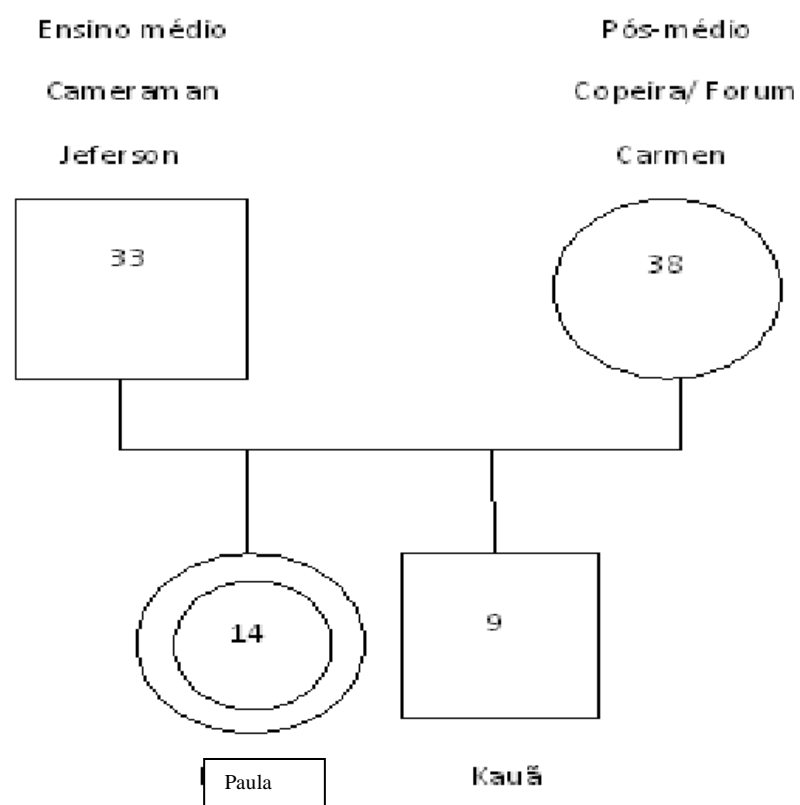 Ensino médio
Pós-médio
Cameraman
Copeira/ Forum
Jeferson
Carmen
33
38
14
9
Paula
Kauã